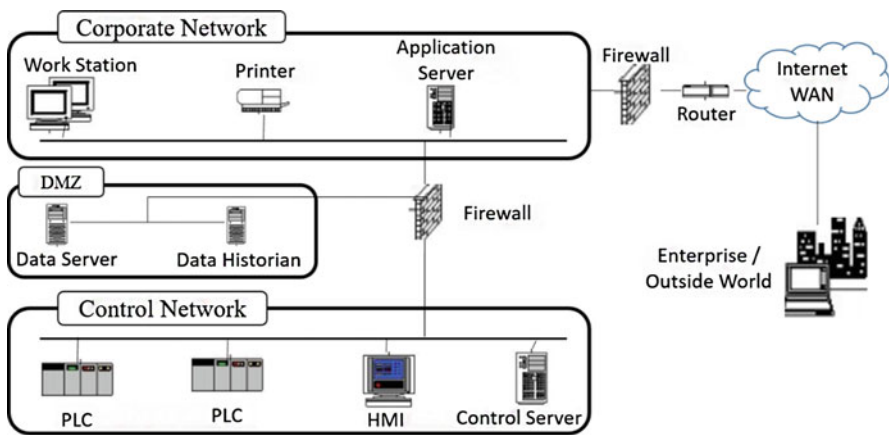 Corporate Network
Work Station
Printer
Application
Server
Firewall
Router
Internet
WAN
DMZ
Data Server
Data Historian
Firewall
Enterprise /
Outside World
Control Network
PLC
PLC
HMI
Control Server